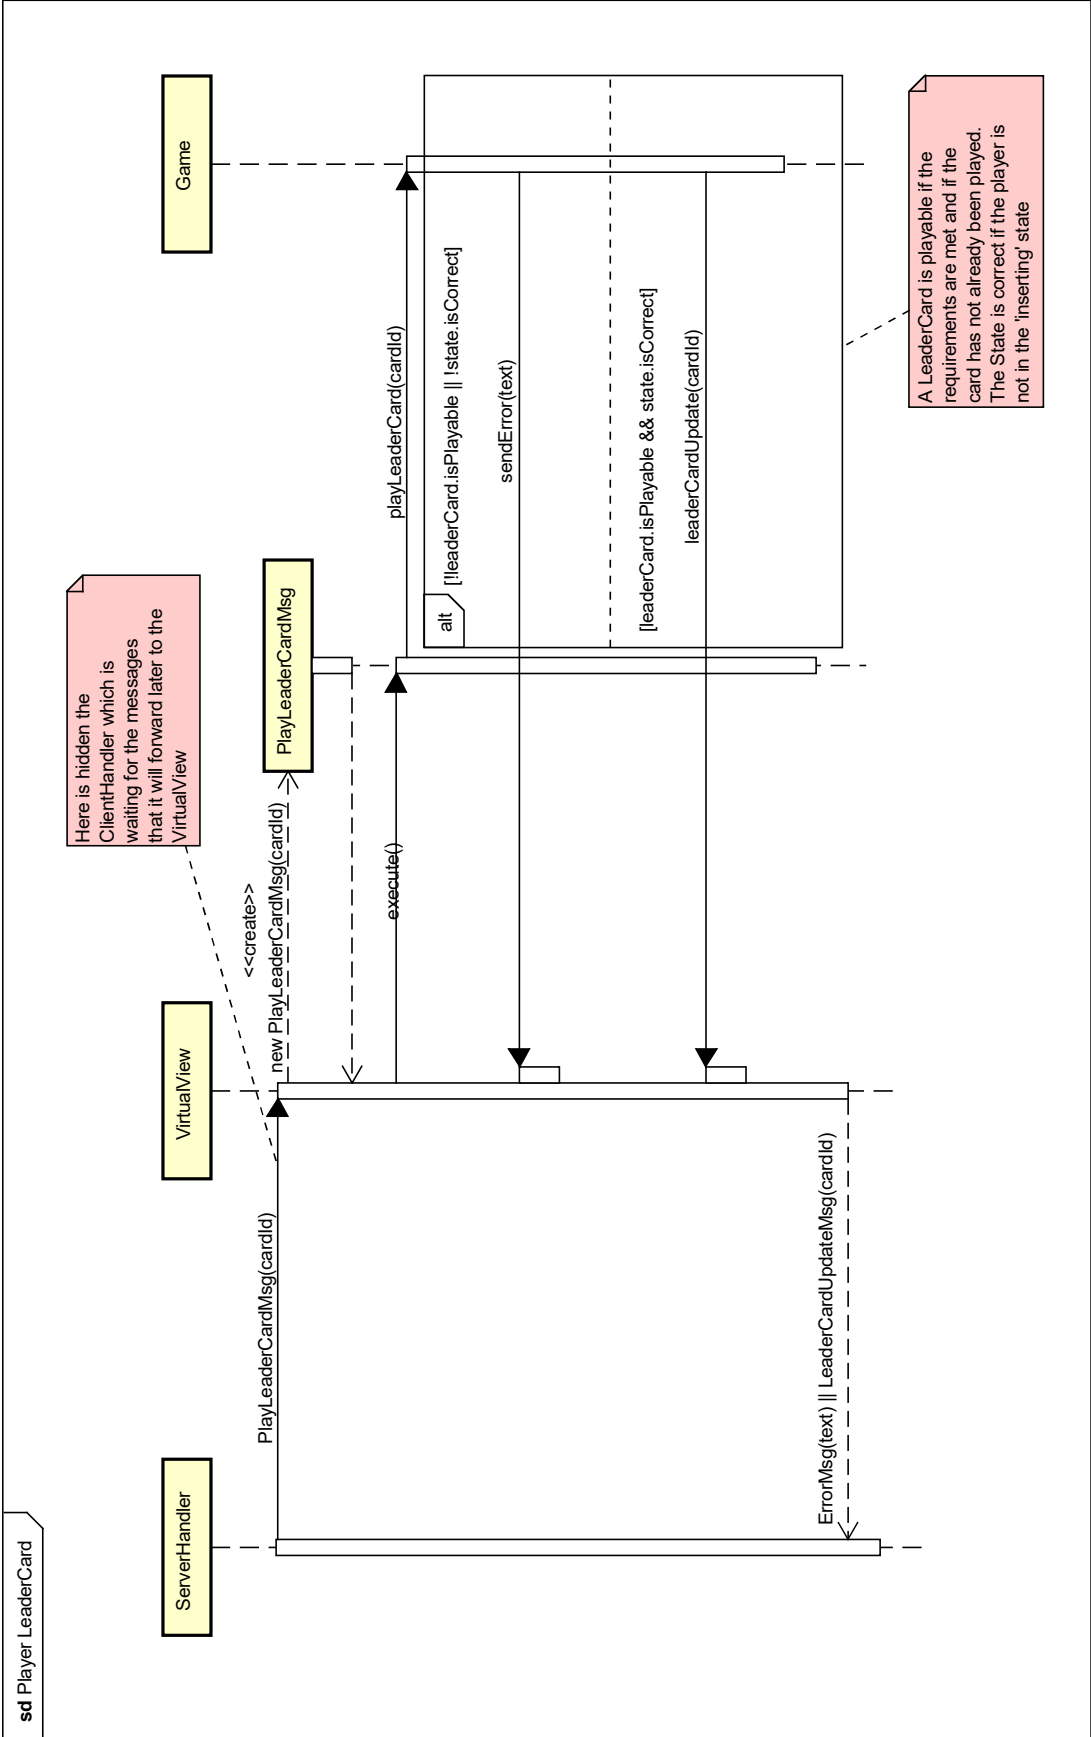 sd Player LeaderCard
Here is hidden the
ClientHandler which is
waiting for the messages
that it will forward later to the
VirtualView
ServerHandler
VirtualView
Game
<<create>>
PlayLeaderCardMsg(cardId)
new PlayLeaderCardMsg(cardId)
PlayLeaderCardMsg
execute()
playLeaderCard(cardId)
alt
[!leaderCard.isPlayable || !state.isCorrect]
sendError(text)
[leaderCard.isPlayable && state.isCorrect]
leaderCardUpdate(cardId)
ErrorMsg(text) || LeaderCardUpdateMsg(cardId)
A LeaderCard is playable if the
requirements are met and if the
card has not already been played.
The State is correct if the player is
not in the 'inserting' state